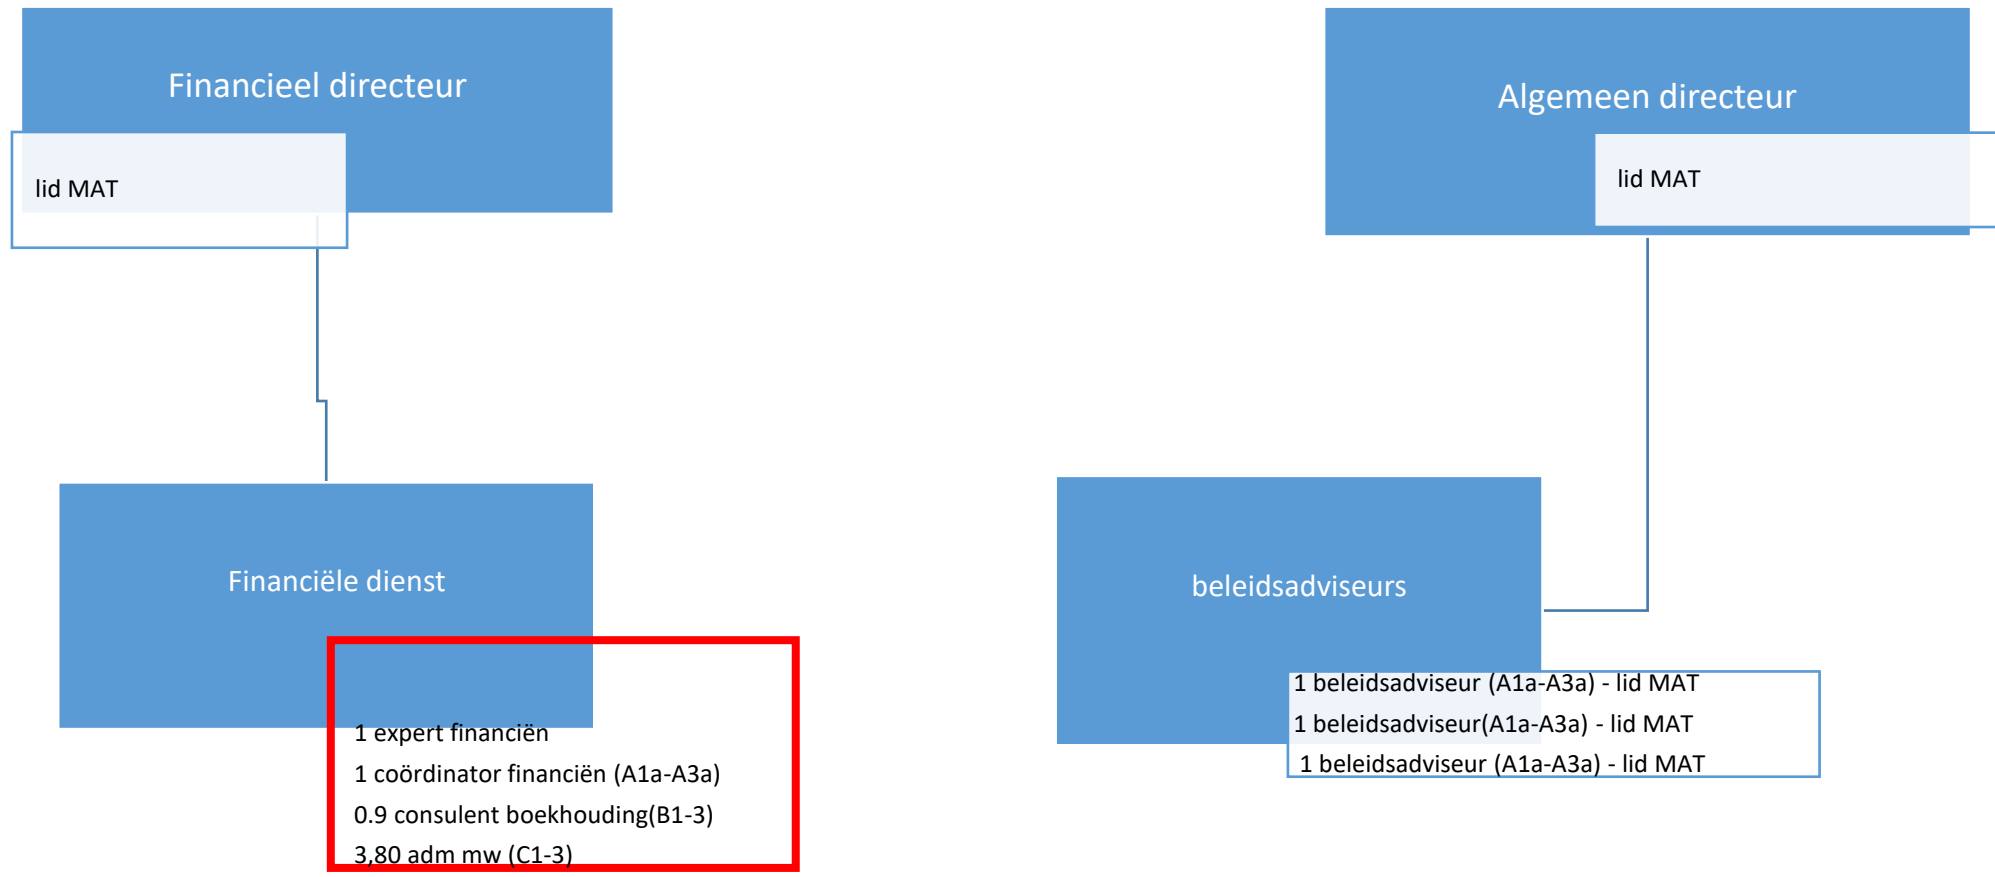 Financieel directeur
lid MAT
Algemeen directeur
lid MAT
Financiële dienst
1 expert financiën
1 coördinator financiën (A1a-A3a)
0.9 consulent boekhouding(B1-3)
3,80 adm mw (C1-3)
beleidsadviseurs
1 beleidsadviseur (A1a-A3a) - lid MAT
1 beleidsadviseur(A1a-A3a) - lid MAT
1 beleidsadviseur (A1a-A3a) - lid MAT